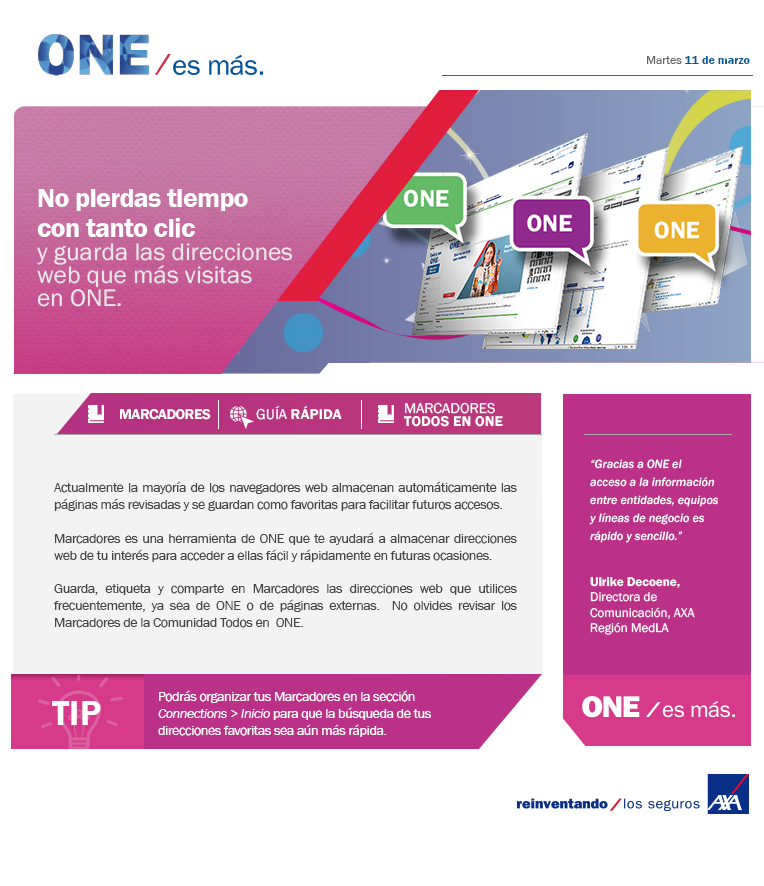 ONE /es más.
Martes 11 de marzo
No pierdas tiempo
con tanto clic
y guarda las direcciones
web que más visitas
en ONE.
ONE
ONE
ONE
MARCADORES
GUÍA RÁPIDA
MARCADORES
TODOS EN ONE
Actualmente la mayoría de los navegadores web almacenan automáticamente las
páginas más revisadas y se guardan como favoritas para facilitar futuros accesos.
Marcadores es una herramienta de ONE que te ayudará a almacenar direcciones
web de tu interés para acceder a ellas fácil y rápidamente en futuras ocasiones.
Guarda, etiqueta y comparte en Marcadores las direcciones web que utilices
frecuentemente, ya sea de ONE o de páginas externas. No olvides revisar los
Marcadores de la Comunidad Todos en ONE.
“Gracias a ONE el
acceso a la información
entre entidades, equipos
y líneas de negocio es
rápido y sencillo.”
Ulrike Decoene,
Directora de
Comunicación, AXA
Región MedLA
TIP
Podrás organizar tus Marcadores en la sección
Connections > Inicio para que la búsqueda de tus
direcciones favoritas sea aún más rápida.
ONE /es más.
reinventando / los seguros
AXA